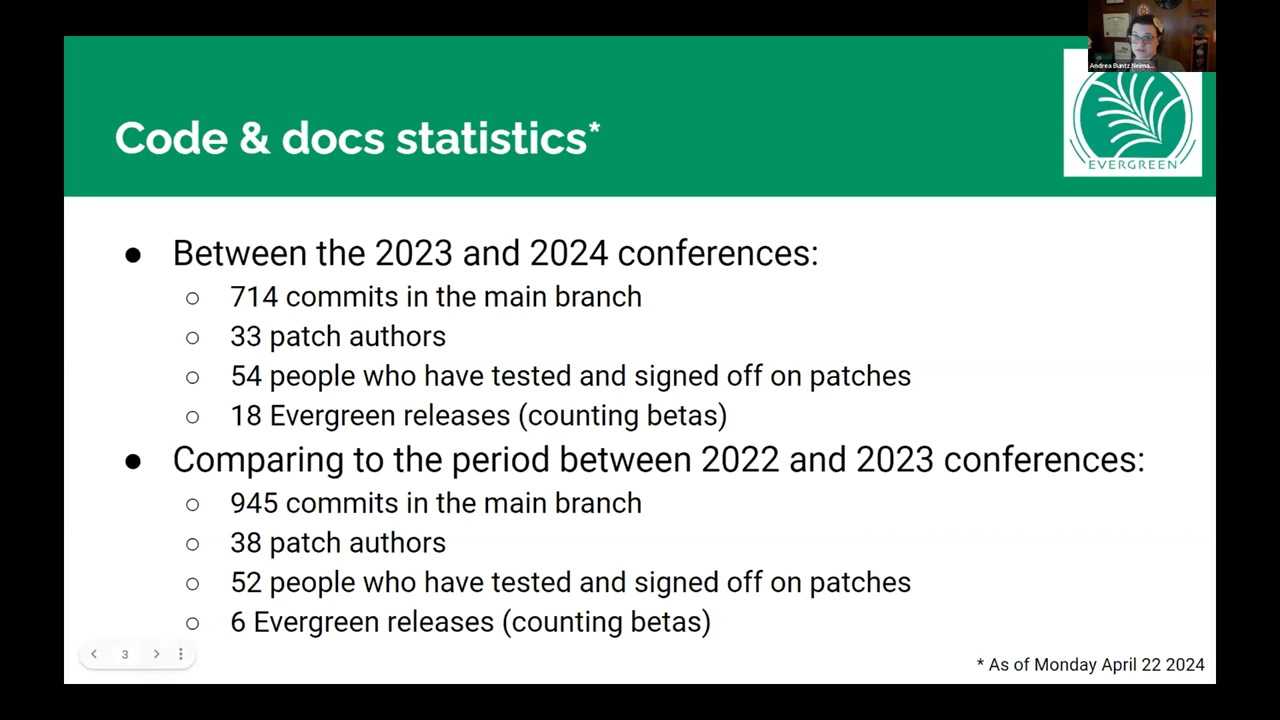 Andrea Buntz Neima...
EVERGREEN
Code & docs statistics*
● Between the 2023 and 2024 conferences:
○ 714 commits in the main branch
○ 33 patch authors
○ 54 people who have tested and signed off on patches
○ 18 Evergreen releases (counting betas)
● Comparing to the period between 2022 and 2023 conferences:
○ 945 commits in the main branch
○ 38 patch authors
○ 52 people who have tested and signed off on patches
○ 6 Evergreen releases (counting betas)
3
* As of Monday April 22 2024